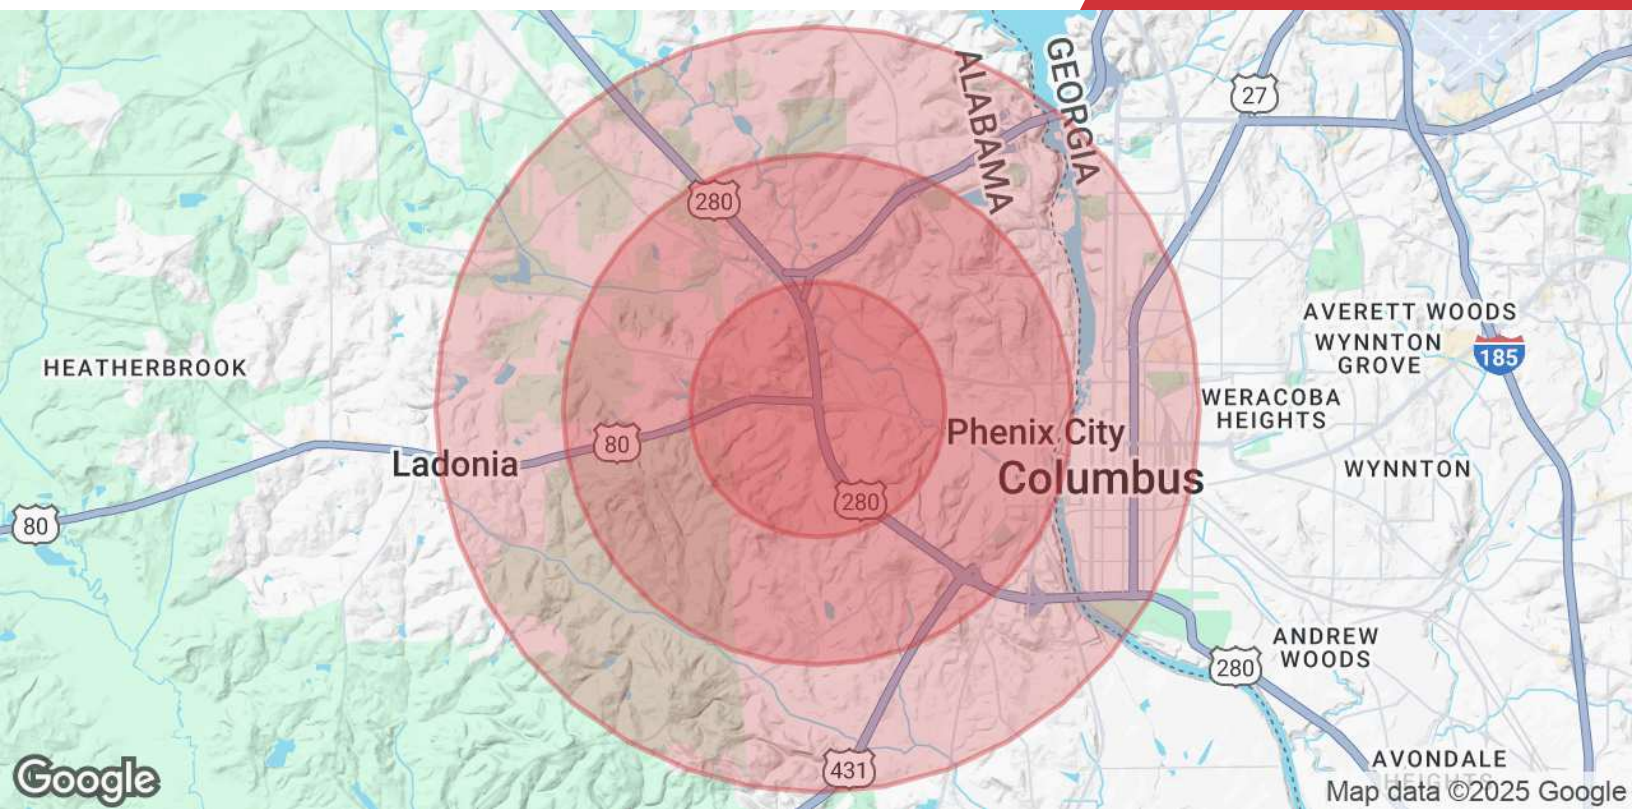 ALABAMA
GEORGIA
27
280
AVERETT WOODS
WYNNTON
GROVE
185
HEATHERBROOK
WERACOBA
HEIGHTS
80
Phenix City
Ladonia
Columbus
WYNNTON
280
80
ANDREW
WOODS
280
431
AVONDALE
HEIGHTS
Google
Map data ©2025 Google